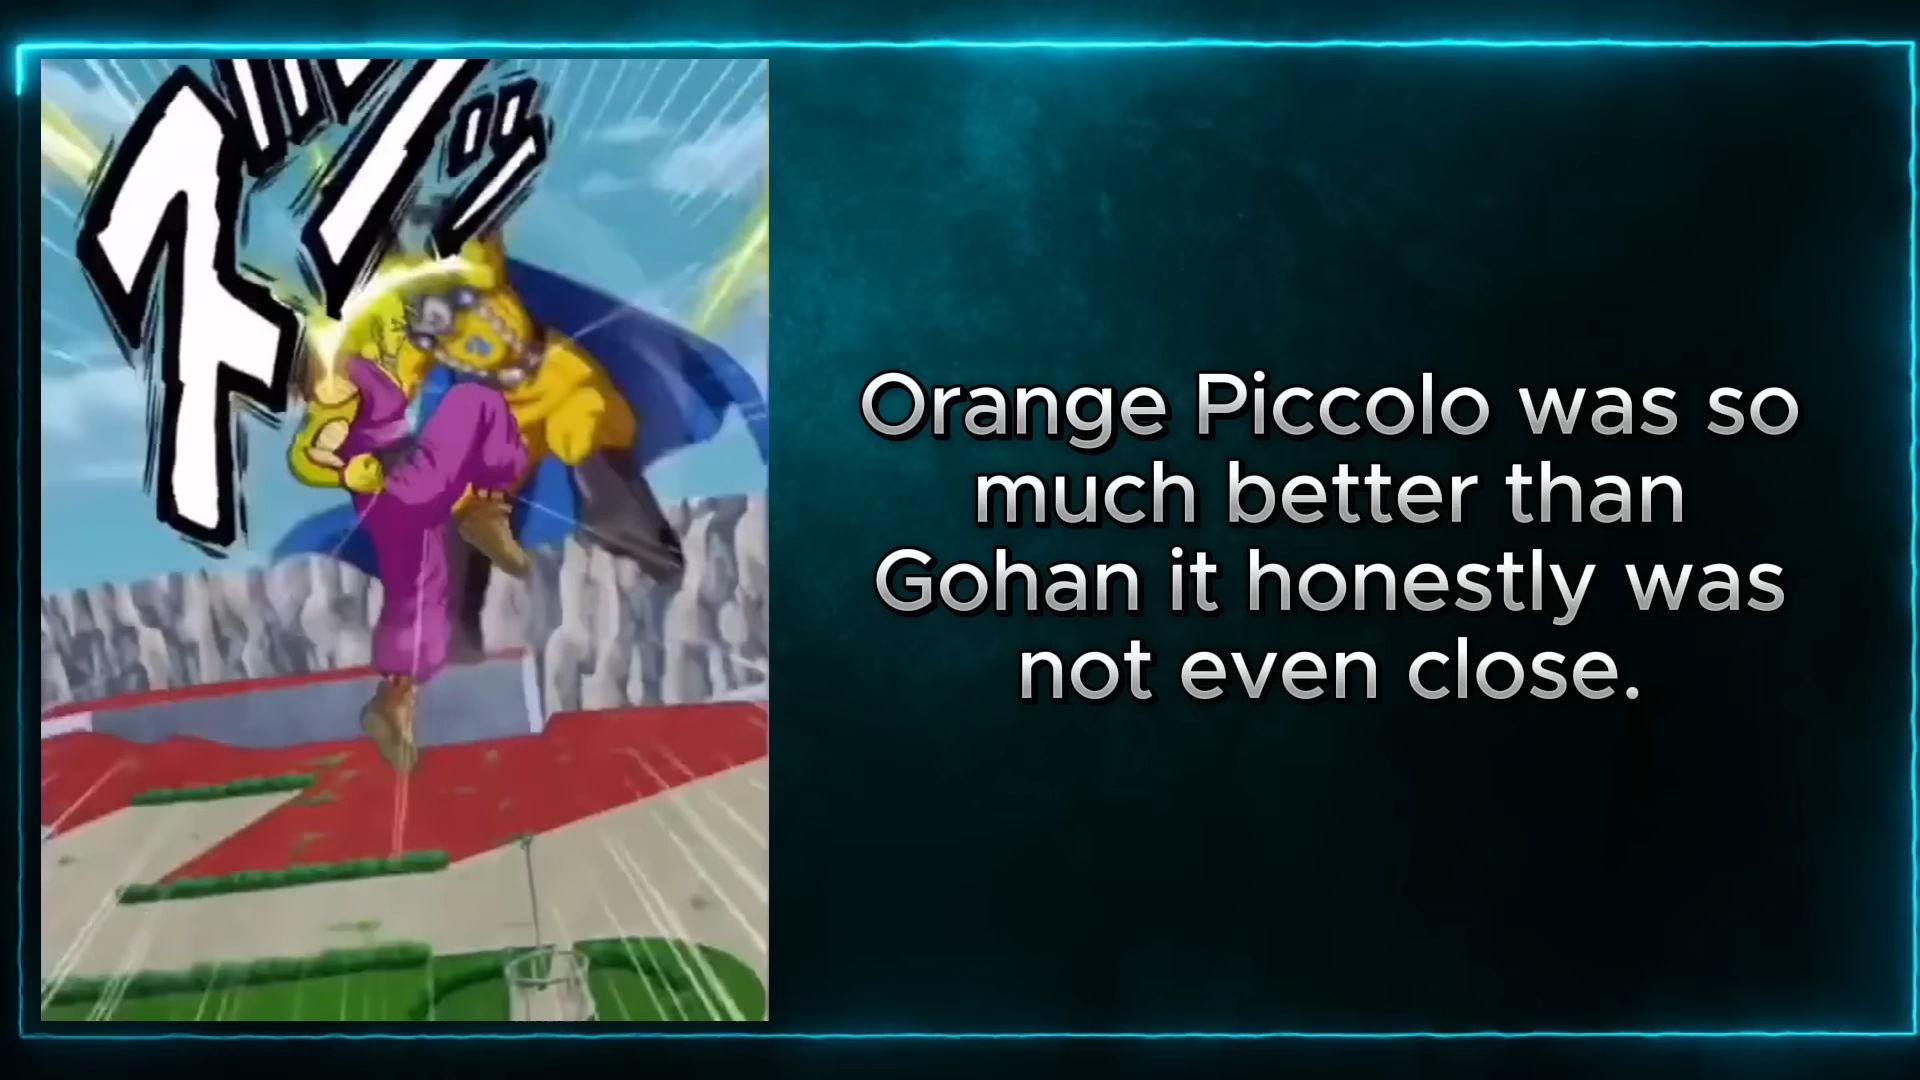 Orange Piccolo was so
much better than
Gohan it honestly was
not even close.